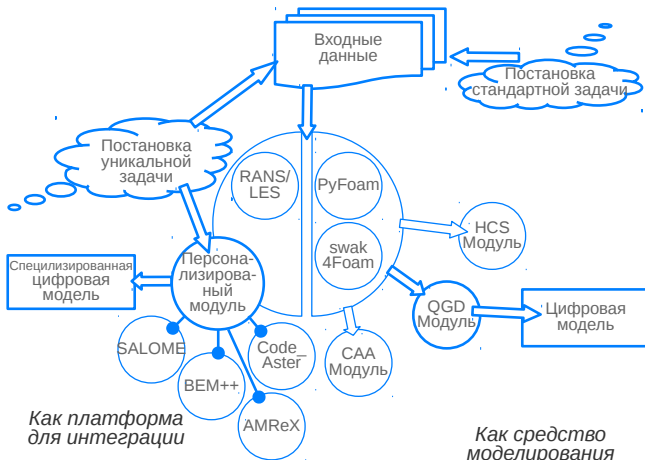 Входные
данные
Постановка
стандартной задачи
Постановка
уникальной
задачи
RANS/
LES
PyFoam
swak
4Foam
HCS
Модуль
Специлизированная
цифровая
модель
Персона-
лизирова-
ный
модуль
QGD
Модуль
Цифровая
модель
SALOME
Code_
Aster
CAA
Модуль
BEM++
AMReX
Как платформа
для интеграции
Как средство
моделирования